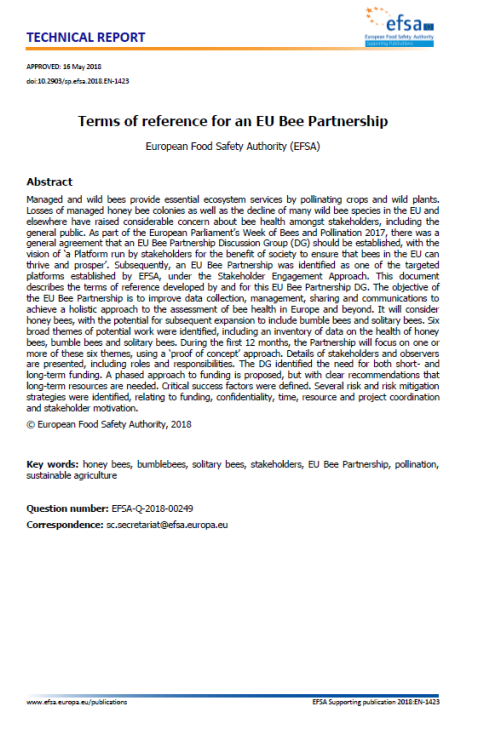 TECHNICAL REPORT
efsa
European Food Safety Authority
Supporting Publications
APPROVED: 16 May 2018
doi:10.2903/sp.efsa.2018.EN-1423
Terms of reference for an EU Bee Partnership
European Food Safety Authority (EFSA)
Abstract
Managed and wild bees provide essential ecosystem services by pollinating crops and wild plants.
Losses of managed honey bee colonies as well as the decline of many wild bee species in the EU and
elsewhere have raised considerable concern about bee health amongst stakeholders, including the
general public. As part of the European Parliament's Week of Bees and Pollination 2017, there was a
general agreement that an EU Bee Partnership Discussion Group (DG) should be established, with the
vision of 'a Platform run by stakeholders for the benefit of society to ensure that bees in the EU can
thrive and prosper'. Subsequently, an EU Bee Partnership was identified as one of the targeted
platforms established by EFSA, under the Stakeholder Engagement Approach. This document
describes the terms of reference developed by and for this EU Bee Partnership DG. The objective of
the EU Bee Partnership is to improve data collection, management, sharing and communications to
achieve a holistic approach to the assessment of bee health in Europe and beyond. It will consider
honey bees, with the potential for subsequent expansion to include bumble bees and solitary bees. Six
broad themes of potential work were identified, including an inventory of data on the health of honey
bees, bumble bees and solitary bees. During the first 12 months, the Partnership will focus on one or
more of these six themes, using a 'proof of concept' approach. Details of stakeholders and observers
are presented, including roles and responsibilities. The DG identified the need for both short- and
long-term funding. A phased approach to funding is proposed, but with clear recommendations that
long-term resources are needed. Critical success factors were defined. Several risk and risk mitigation
strategies were identified, relating to funding, confidentiality, time, resource and project coordination
and stakeholder motivation.
© European Food Safety Authority, 2018
Key words: honey bees, bumblebees, solitary bees, stakeholders, EU Bee Partnership, pollination,
sustainable agriculture
Question number: EFSA-Q-2018-00249
Correspondence: sc.secretariat@efsa.europa.eu
www.efsa.europa.eu/publications
EFSA Supporting publication 2018:EN-1423